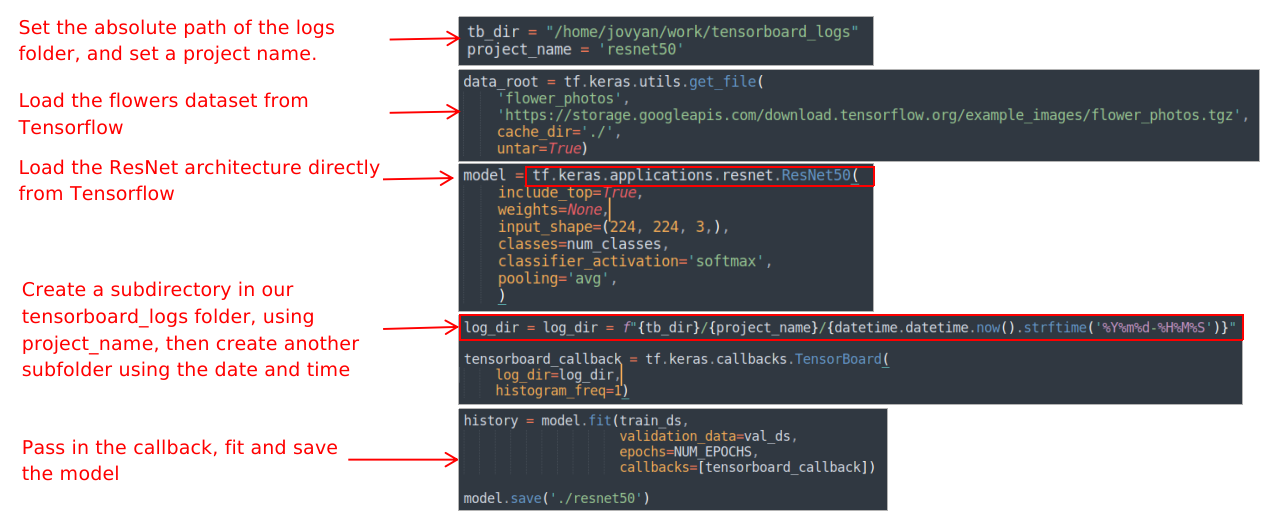 Set the absolute path of the logs
folder, and set a project name.
tb_dir = "/home/jovyan/work/tensorboard_logs"
project_name = 'resnet50'
Load the flowers dataset from
Tensorflow
data_root = tf.keras.utils.get_file(
'flower_photos',
'https://storage.googleapis.com/download.tensorflow.org/example_images/flower_photos.tgz',
cache_dir='./',
untar=True)
Load the ResNet architecture directly
from Tensorflow
model = tf.keras.applications.resnet.ResNet50(
include_top=True,
weights=None,
input_shape=(224, 224, 3,),
classes=num_classes,
classifier_activation='softmax',
pooling='avg',
)
Create a subdirectory in our
tensorboard_logs folder, using
project_name, then create another
subfolder using the date and time
log_dir = log_dir = f"{tb_dir}/{project_name}/{datetime.datetime.now().strftime('%Y%m%d-%H%M%S')}"
tensorboard_callback = tf.keras.callbacks.TensorBoard(
log_dir=log_dir,
histogram_freq=1)
Pass in the callback, fit and save
the model
history = model.fit(train_ds,
validation_data=val_ds,
epochs=NUM_EPOCHS,
callbacks=[tensorboard_callback])
model.save('./resnet50')